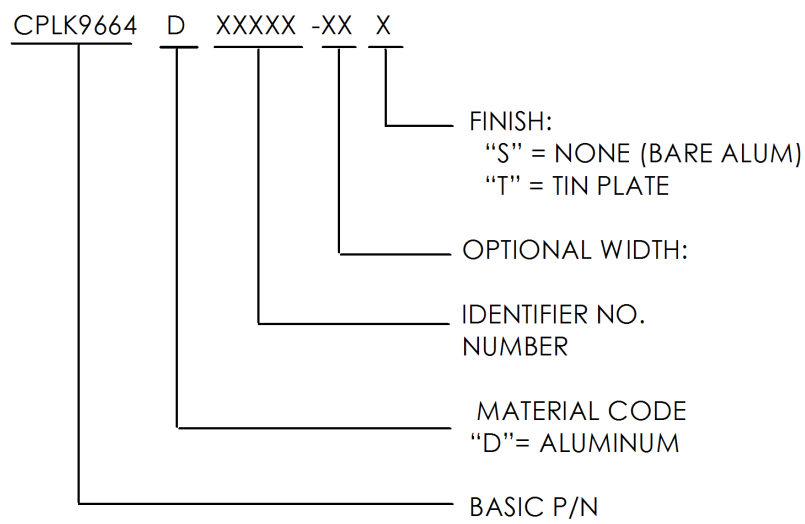 CPLK9664 D XXXXX -XX X
FINISH:
“S” = NONE (BARE ALUM)
“T” = TIN PLATE
OPTIONAL WIDTH:
IDENTIFIER NO.
NUMBER
MATERIAL CODE
“D”= ALUMINUM
BASIC P/N